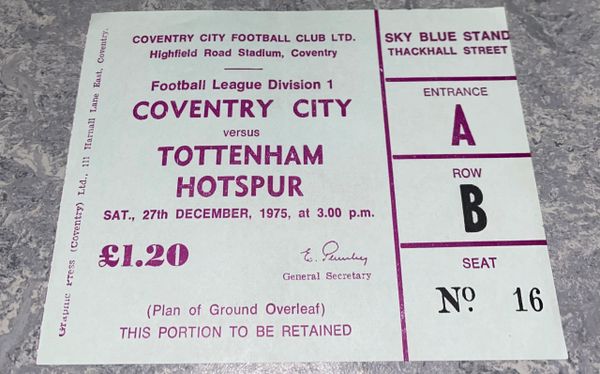 COVENTRY CITY FOOTBALL CLUB LTD.
Highfield Road Stadium, Coventry
Football League Division 1
COVENTRY CITY
versus
TOTTENHAM
HOTSPUR
SAT., 27th DECEMBER, 1975, at 3.00 p.m.
£1.20
General Secretary
(Plan of Ground Overleaf)
THIS PORTION TO BE RETAINED
Graphic Press (Coventry) Ltd., 111 Harnall Lane East, Coventry.
SKY BLUE STAND
THACKHALL STREET
ENTRANCE
A
ROW
B
SEAT
No. 16